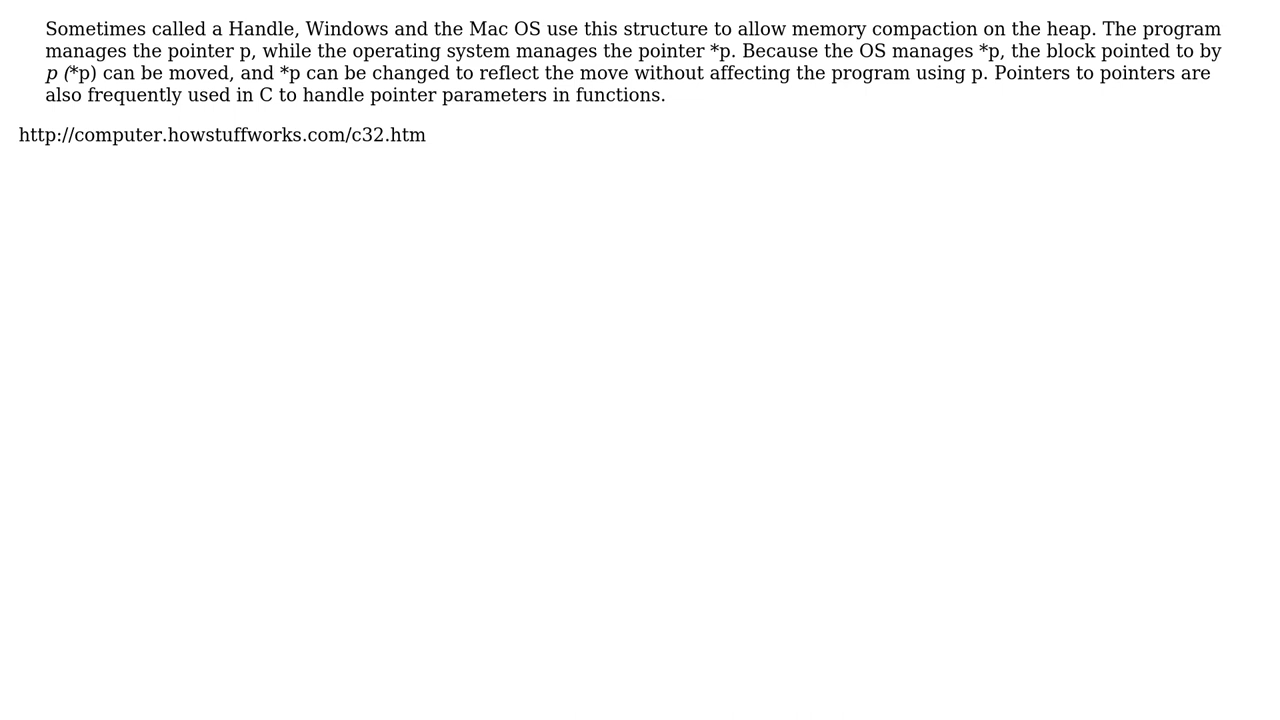 Sometimes called a Handle, Windows and the Mac OS use this structure to allow memory compaction on the heap. The program
manages the pointer p, while the operating system manages the pointer *p. Because the OS manages *p, the block pointed to by
p (*p) can be moved, and *p can be changed to reflect the move without affecting the program using p. Pointers to pointers are
also frequently used in C to handle pointer parameters in functions.
http://computer.howstuffworks.com/c32.htm